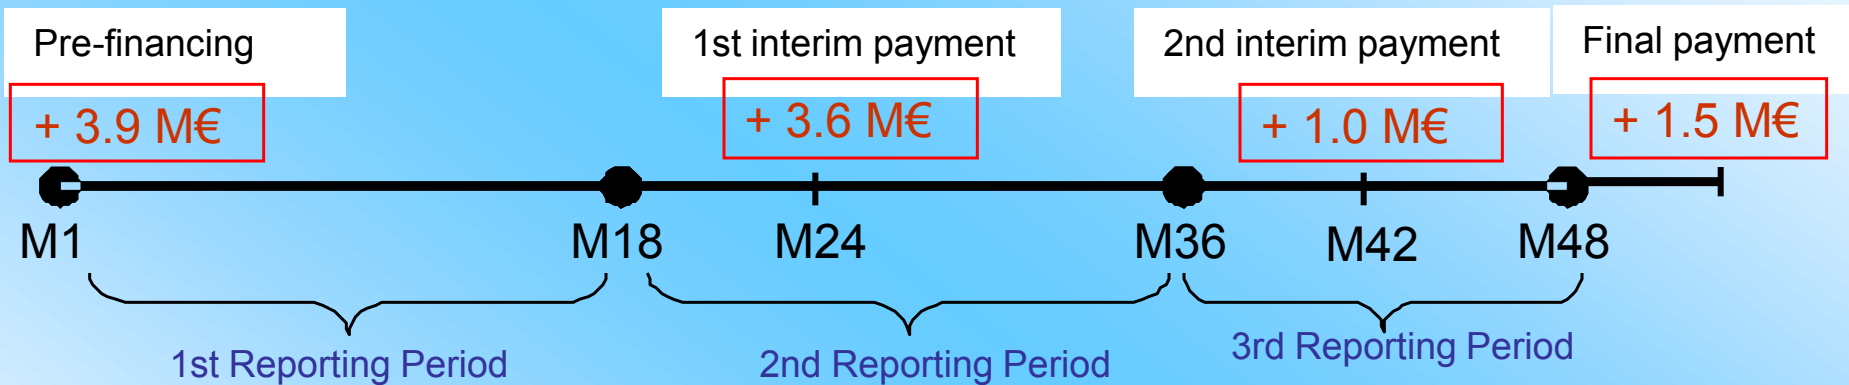 Pre-financing
1st interim payment
2nd interim payment
Final payment
+ 3.9 M€
+ 3.6 M€
+ 1.0 M€
+ 1.5 M€
M1
M18
M24
M36
M42
M48
1st Reporting Period
2nd Reporting Period
3rd Reporting Period